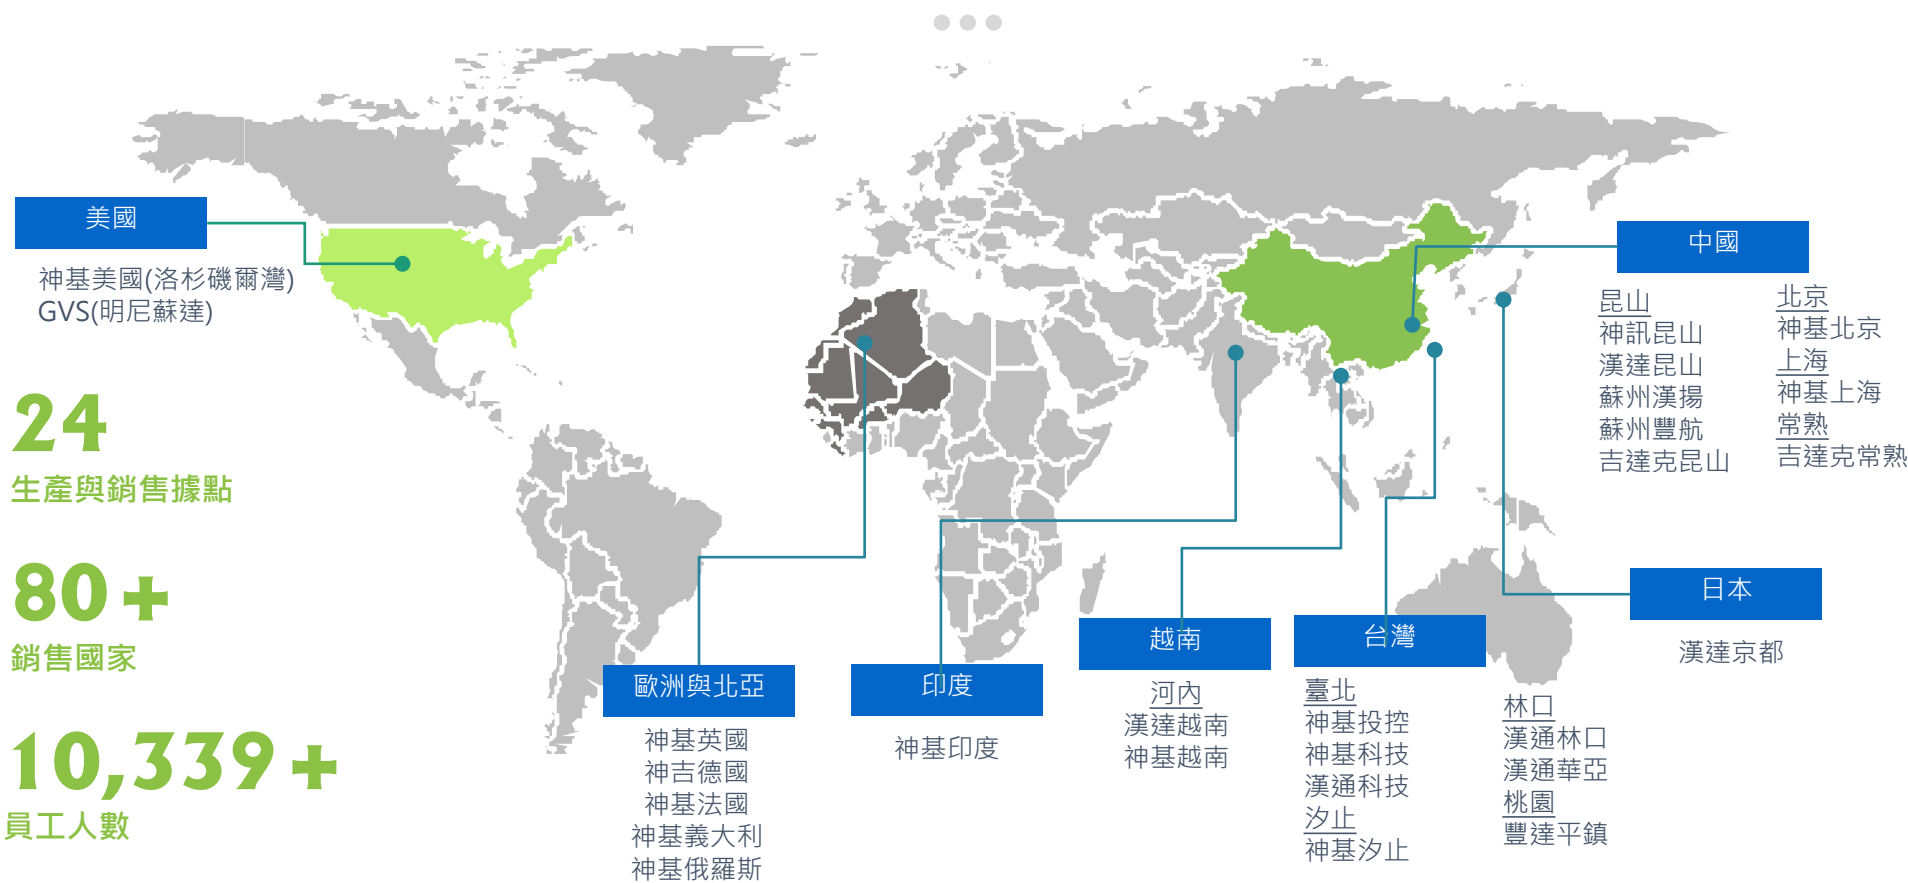 美國
神基美國(洛杉磯爾灣)
GVS(明尼蘇達)
24
生產與銷售據點
80+
銷售國家
10,339+
員工人數
歐洲與北亞
神基英國
神吉德國
神基法國
神基義大利
神基俄羅斯
印度
神基印度
越南
河內
漢達越南
神基越南
台灣
臺北
神基投控
神基科技
漢通科技
汐止
神基汐止
林口
漢通林口
漢通華亞
桃園
豐達平鎮
中國
昆山
神訊昆山
漢達昆山
蘇州漢揚
蘇州豐航
吉達克昆山
北京
神基北京
上海
神基上海
常熟
吉達克常熟
日本
漢達京都